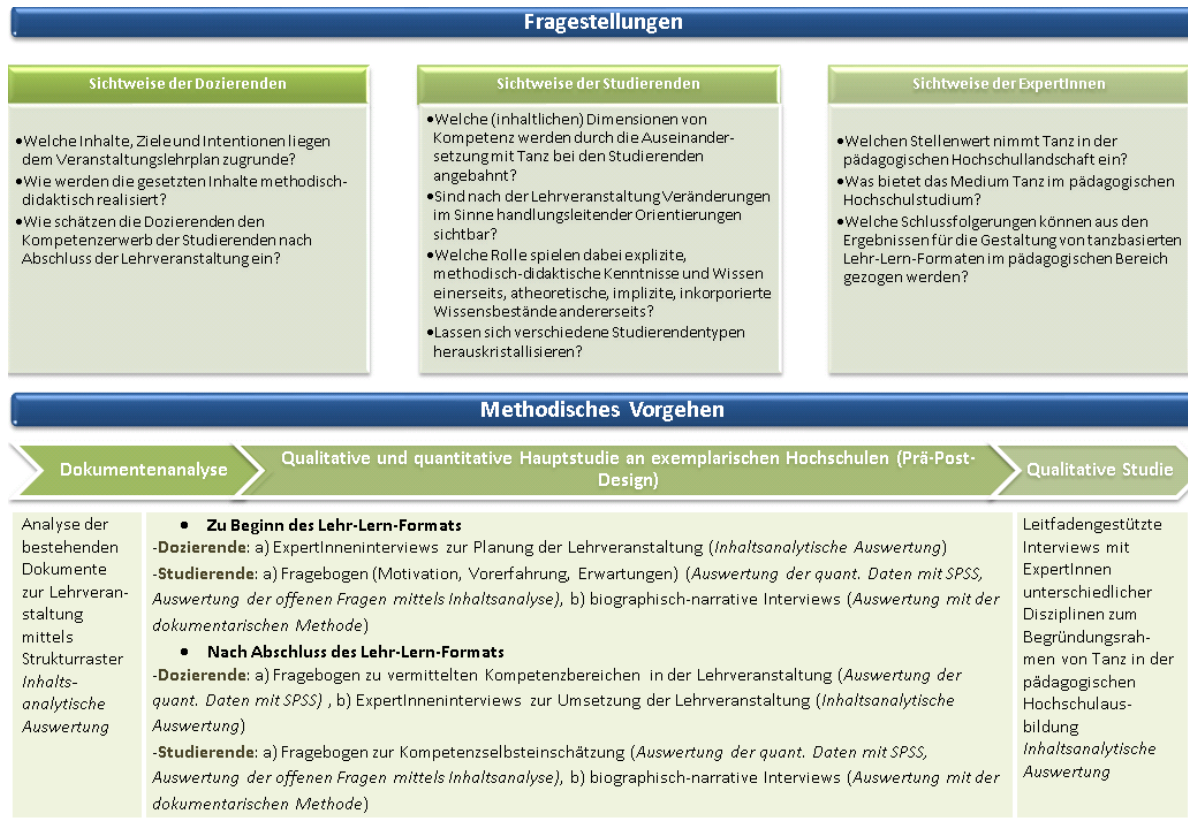 Fragestellungen
Sichtweise der Dozierenden
•Welche Inhalte, Ziele und Intentionen liegen
dem Veranstaltungslehrplan zugrunde?
•Wie werden die gesetzten Inhalte methodisch-
didaktisch realisiert?
•Wie schätzen die Dozierenden den
Kompetenzerwerb der Studierenden nach
Abschluss der Lehrveranstaltung ein?
Sichtweise der Studierenden
•Welche (inhaltlichen) Dimensionen von
Kompetenz werden durch die Auseinander-
setzung mit Tanz bei den Studierenden
angebahnt?
•Sind nach der Lehrveranstaltung Veränderungen
im Sinne handlungsleitender Orientierungen
sichtbar?
•Welche Rolle spielen dabei explizite,
methodisch-didaktische Kenntnisse und Wissen
einerseits, atheoretische, implizite, inkorporierte
Wissensbestände andererseits?
•Lassen sich verschiedene Studierendentypen
herauskristallisieren?
Sichtweise der ExpertInnen
•Welchen Stellenwert nimmt Tanz in der
pädagogischen Hochschullandschaft ein?
•Was bietet das Medium Tanz im pädagogischen
Hochschulstudium?
•Welche Schlussfolgerungen können aus den
Ergebnissen für die Gestaltung von tanzbasierten
Lehr-Lern-Formaten im pädagogischen Bereich
gezogen werden?
Methodisches Vorgehen
Dokumentenanalyse
Qualitative und quantitative Hauptstudie an exemplarischen Hochschulen (Prä-Post-
Design)
Qualitative Studie
Analyse der
bestehenden
Dokumente
zur Lehrveran-
staltung
mittels
Strukturraster
Inhalts-
analytische
Auswertung
• Zu Beginn des Lehr-Lern-Formats
-Dozierende: a) ExpertInneninterviews zur Planung der Lehrveranstaltung (Inhaltsanalytische Auswertung)
-Studierende: a) Fragebogen (Motivation, Vorerfahrung, Erwartungen) (Auswertung der quant. Daten mit SPSS,
Auswertung der offenen Fragen mittels Inhaltsanalyse), b) biographisch-narrative Interviews (Auswertung mit der
dokumentarischen Methode)
• Nach Abschluss des Lehr-Lern-Formats
-Dozierende: a) Fragebogen zu vermittelten Kompetenzbereichen in der Lehrveranstaltung (Auswertung der
quant. Daten mit SPSS) , b) ExpertInneninterviews zur Umsetzung der Lehrveranstaltung (Inhaltsanalytische
Auswertung)
-Studierende: a) Fragebogen zur Kompetenzselbsteinschätzung (Auswertung der quant. Daten mit SPSS,
Auswertung der offenen Fragen mittels Inhaltsanalyse), b) biographisch-narrative Interviews (Auswertung mit der
dokumentarischen Methode)
Leitfadengestützte
Interviews mit
ExpertInnen
unterschiedlicher
Disziplinen zum
Begründungsrah-
men von Tanz in der
pädagogischen
Hochschulaus-
bildung
Inhaltsanalytische
Auswertung